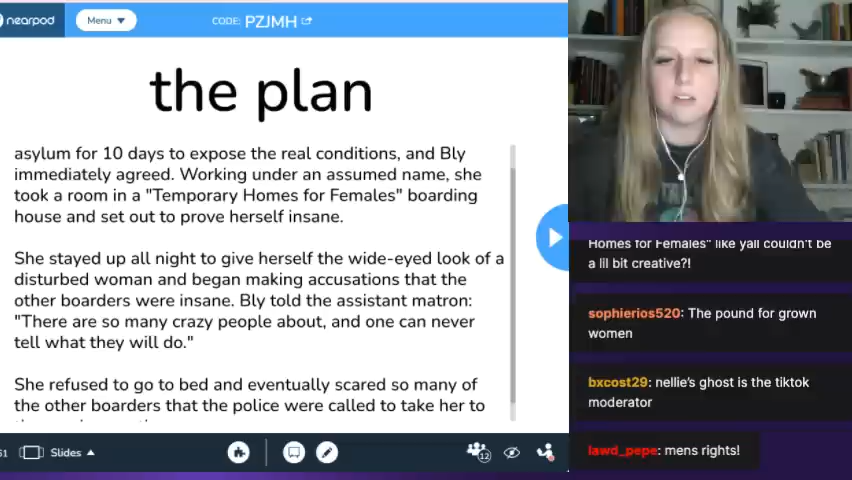 nearpod
Menu
CODE: PZJMH
the plan
asylum for 10 days to expose the real conditions, and Bly
immediately agreed. Working under an assumed name, she
took a room in a "Temporary Homes for Females" boarding
house and set out to prove herself insane.
She stayed up all night to give herself the wide-eyed look of a
disturbed woman and began making accusations that the
other boarders were insane. Bly told the assistant matron:
"There are so many crazy people about, and one can never
tell what they will do."
She refused to go to bed and eventually scared so many of
the other boarders that the police were called to take her to
Slides
12
Homes for Females" like yall couldn't be
a lil bit creative?!
sophierios520: The pound for grown
women
bxcost29: nellie's ghost is the tiktok
moderator
lawd_pepe: mens rights!